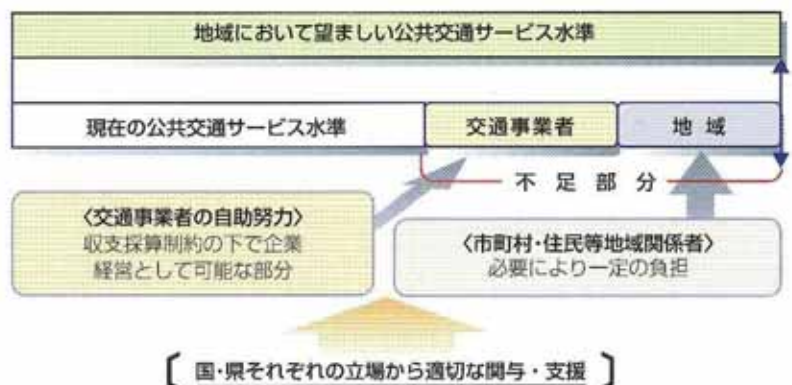 地域において望ましい公共交通サービス水準
現在の公共交通サービス水準
交通事業者
地域
不足部分
〈交通事業者の自助努力〉
収支採算制約の下で企業
経営として可能な部分
〈市町村・住民等地域関係者〉
必要により一定の負担
〔 国・県それぞれの立場から適切な関与・支援 〕